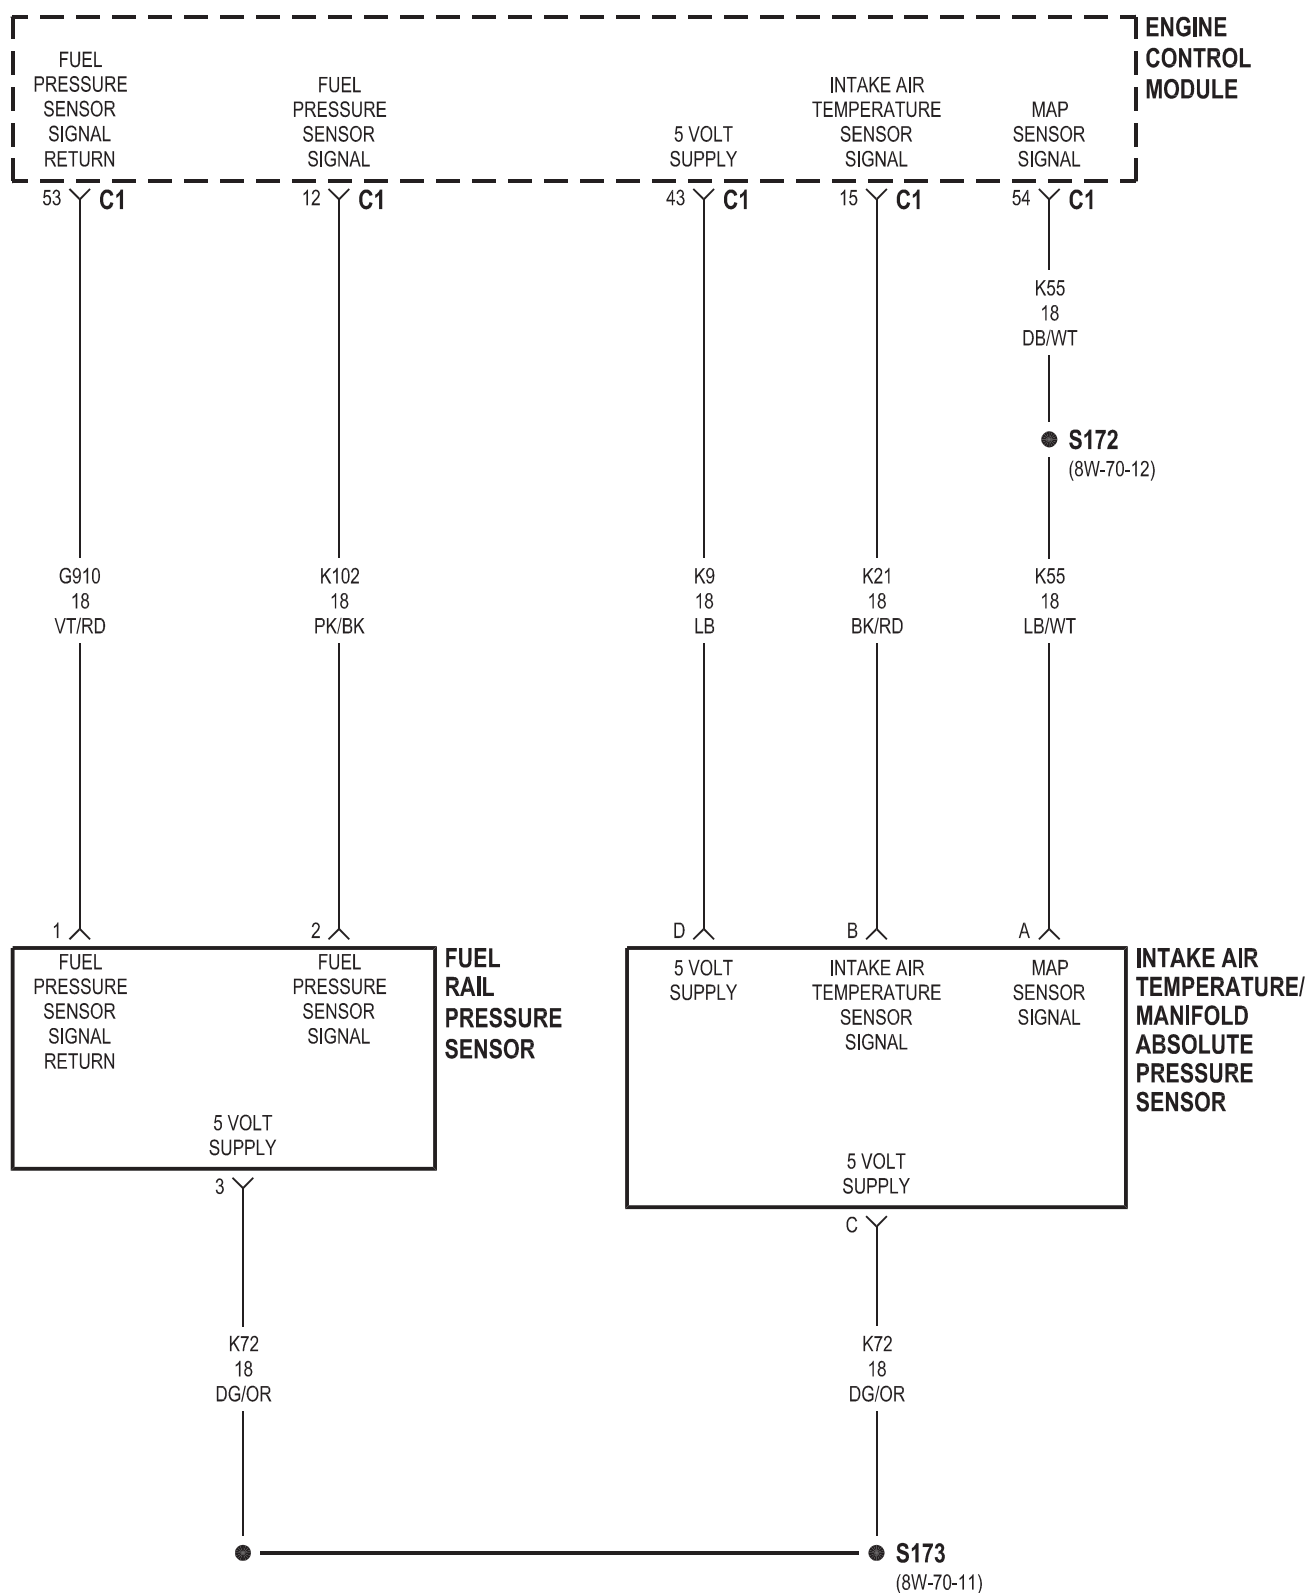 ENGINE
CONTROL
MODULE
FUEL
PRESSURE
SENSOR
SIGNAL
RETURN
FUEL
PRESSURE
SENSOR
SIGNAL
5 VOLT
SUPPLY
INTAKE AIR
TEMPERATURE
SENSOR
SIGNAL
MAP
SENSOR
SIGNAL
53 C1
12 C1
43 C1
15 C1
54 C1
K55
18
DB/WT
S172
(8W-70-12)
G910
18
VT/RD
K102
18
PK/BK
K9
18
LB
K21
18
BK/RD
K55
18
LB/WT
1
2
D
B
A
FUEL
PRESSURE
SENSOR
SIGNAL
RETURN
FUEL
PRESSURE
SENSOR
SIGNAL
5 VOLT
SUPPLY
FUEL
RAIL
PRESSURE
SENSOR
5 VOLT
SUPPLY
INTAKE AIR
TEMPERATURE
SENSOR
SIGNAL
MAP
SENSOR
SIGNAL
5 VOLT
SUPPLY
INTAKE AIR
TEMPERATURE/
MANIFOLD
ABSOLUTE
PRESSURE
SENSOR
3
C
K72
18
DG/OR
K72
18
DG/OR
S173
(8W-70-11)